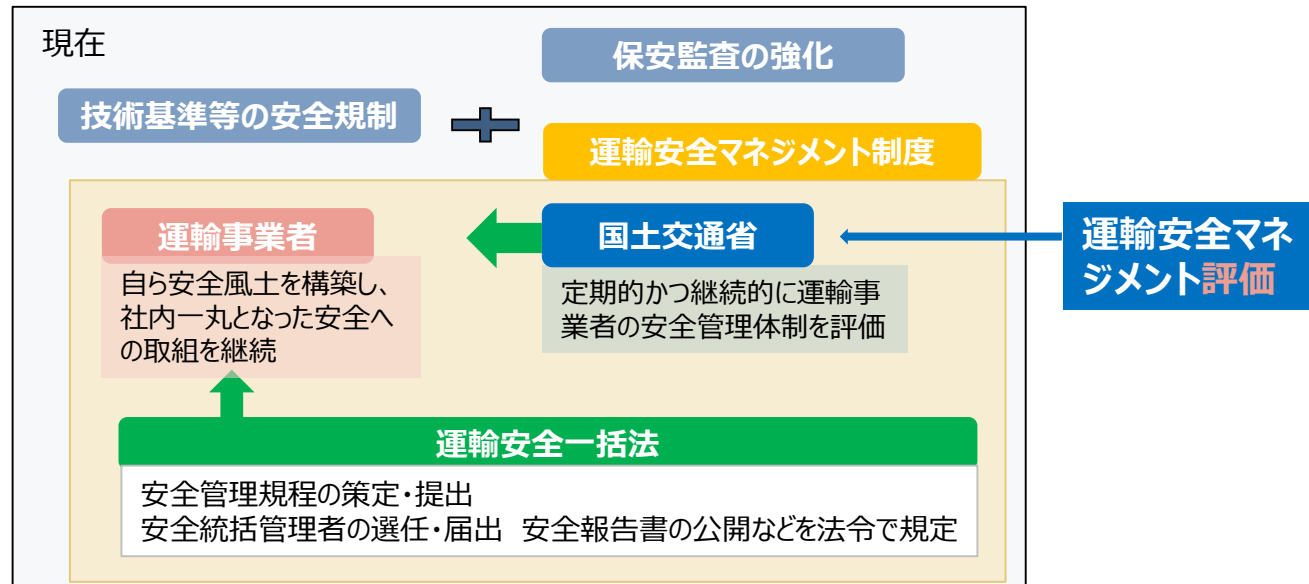 現在
保安監査の強化
技術基準等の安全規制
運輸安全マネジメント制度
運輸事業者
自ら安全風土を構築し、
社内一丸となった安全へ
の取組を継続
国土交通省
定期的かつ継続的に運輸事
業者の安全管理体制を評価
運輸安全マネ
ジメント評価
運輸安全一括法
安全管理規程の策定・提出
安全統括管理者の選任・届出　安全報告書の公開などを法令で規定